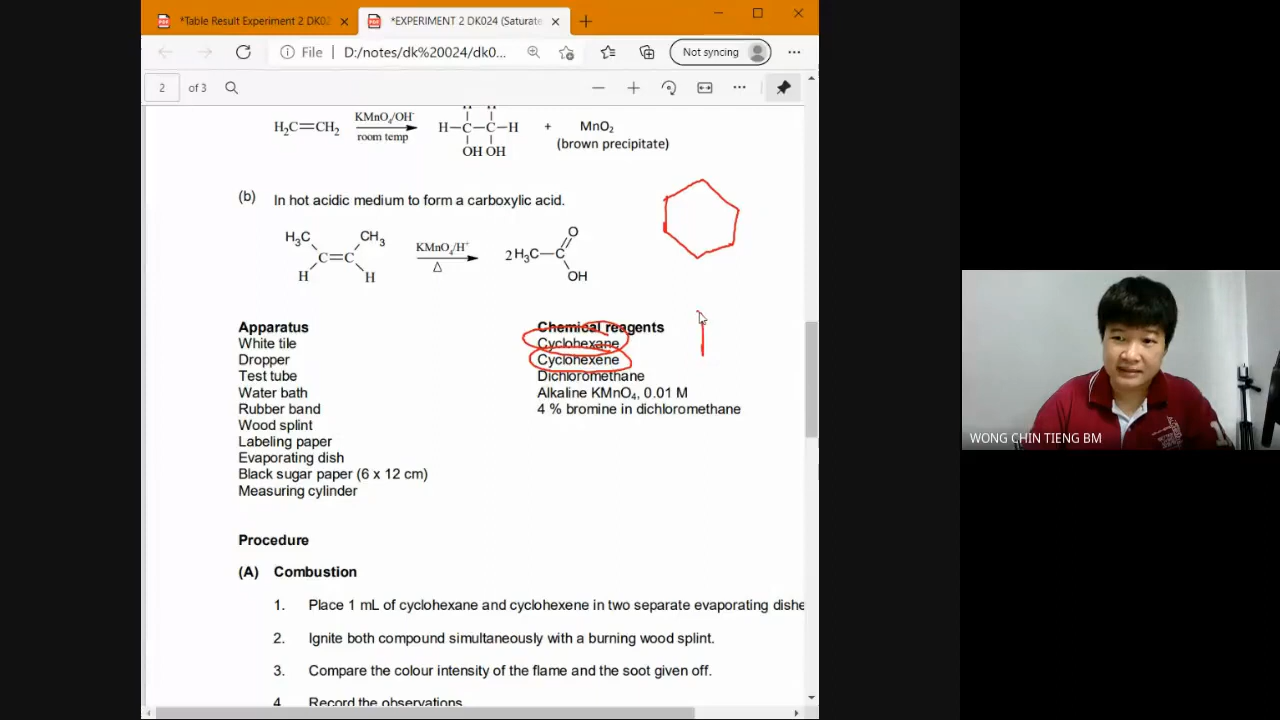 *Table Result Experiment 2 DK02
*EXPERIMENT 2 DK024 (Saturate
File
D:/notes/dk%20024/dk0...
Not syncing
2
of 3
H₂C=CH₂
KMnO₄/OH⁻
room temp
H–C–C–H
OH OH
+
MnO₂
(brown precipitate)
(b) In hot acidic medium to form a carboxylic acid.
H₃C CH₃
C=C
H H
KMnO₄/H⁺
Δ
2 H₃C–C
O
OH
Apparatus
White tile
Dropper
Test tube
Water bath
Rubber band
Wood splint
Labeling paper
Evaporating dish
Black sugar paper (6 x 12 cm)
Measuring cylinder
Chemical reagents
Cyclohexane
Cyclohexene
Dichloromethane
Alkaline KMnO₄, 0.01 M
4 % bromine in dichloromethane
Procedure
(A) Combustion
1. Place 1 mL of cyclohexane and cyclohexene in two separate evaporating dishe
2. Ignite both compound simultaneously with a burning wood splint.
3. Compare the colour intensity of the flame and the soot given off.
4. Record the observations
WONG CHIN TIENG BM